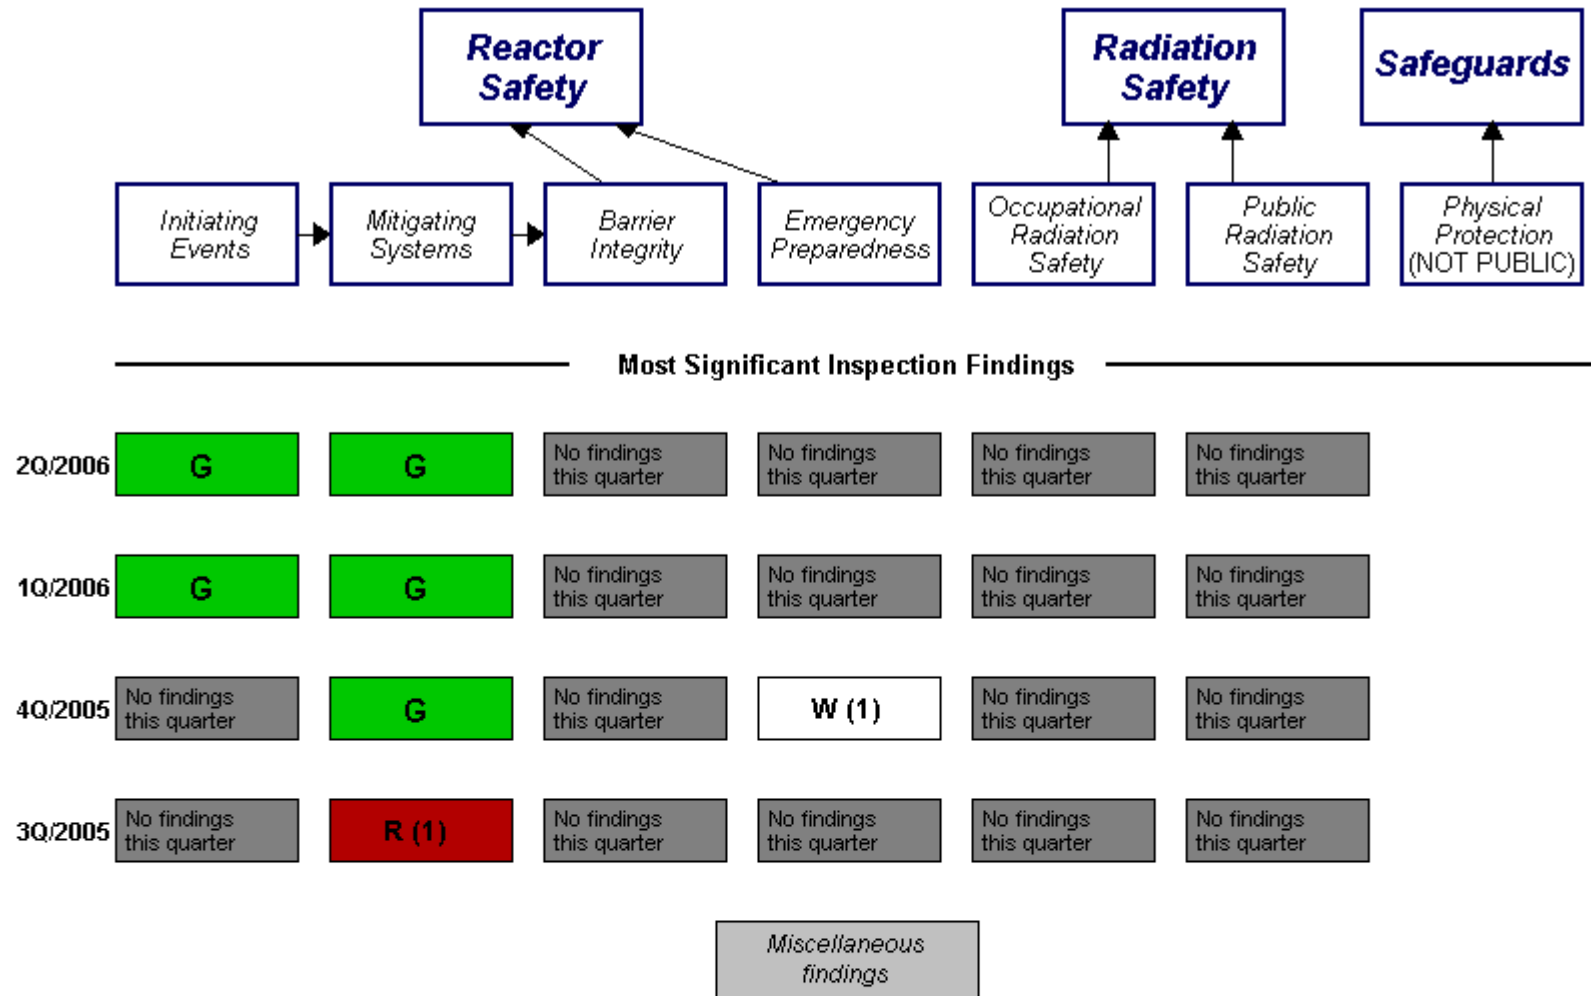 Reactor
Safety
Radiation
Safety
Safeguards
Initiating
Events
Mitigating
Systems
Barrier
Integrity
Emergency
Preparedness
Occupational
Radiation
Safety
Public
Radiation
Safety
Physical
Protection
(NOT PUBLIC)
Most Significant Inspection Findings
2Q/2006
G
G
No findings
this quarter
No findings
this quarter
No findings
this quarter
No findings
this quarter
1Q/2006
G
G
No findings
this quarter
No findings
this quarter
No findings
this quarter
No findings
this quarter
4Q/2005
No findings
this quarter
G
No findings
this quarter
W (1)
No findings
this quarter
No findings
this quarter
3Q/2005
No findings
this quarter
R (1)
No findings
this quarter
No findings
this quarter
No findings
this quarter
No findings
this quarter
Miscellaneous
findings